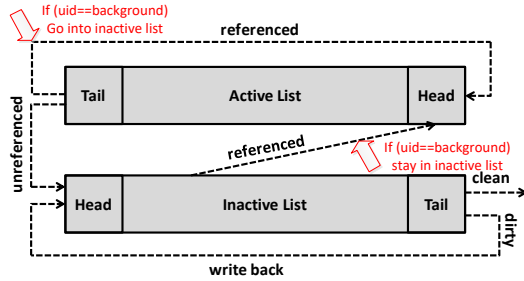 If (uid==background)
Go into inactive list
referenced
Tail
Active List
Head
unreferenced
referenced
If (uid==background)
stay in inactive list
clean
Head
Inactive List
Tail
dirty
write back